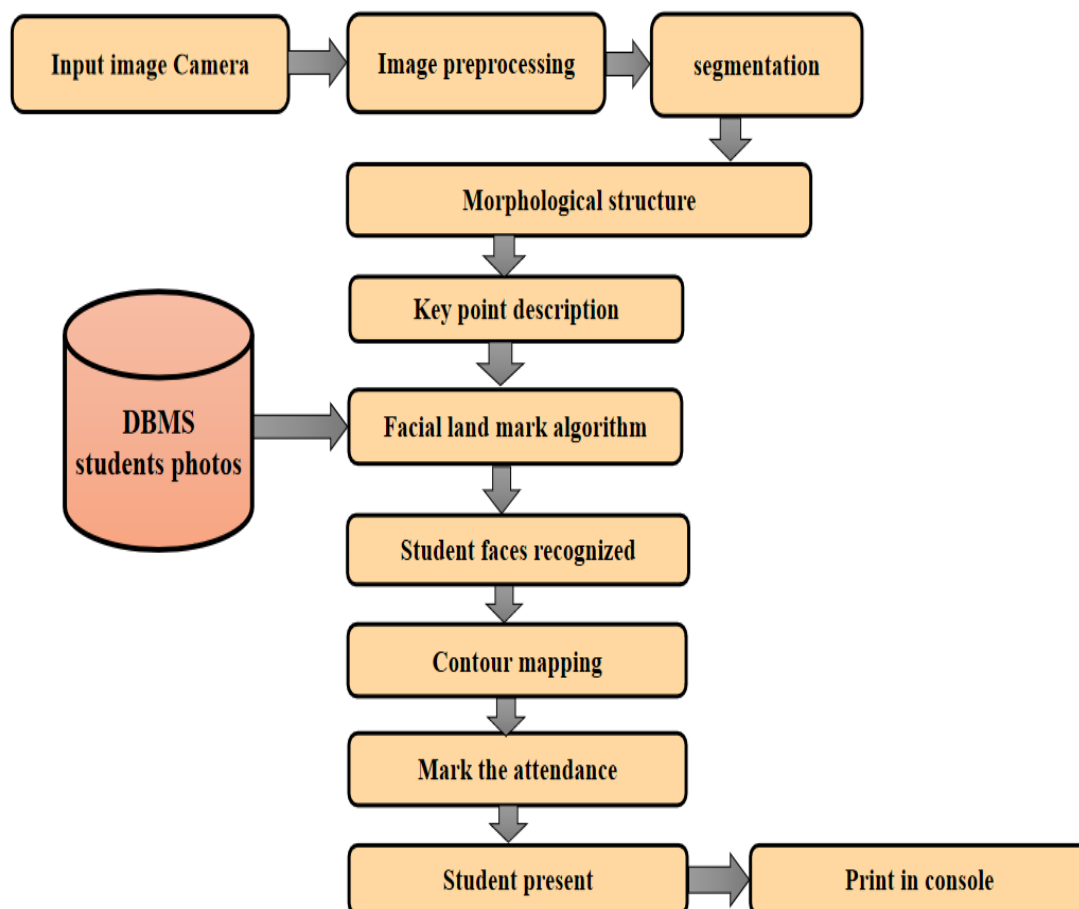 Input image Camera
Image preprocessing
segmentation
Morphological structure
Key point description
DBMS
students photos
Facial land mark algorithm
Student faces recognized
Contour mapping
Mark the attendance
Student present
Print in console